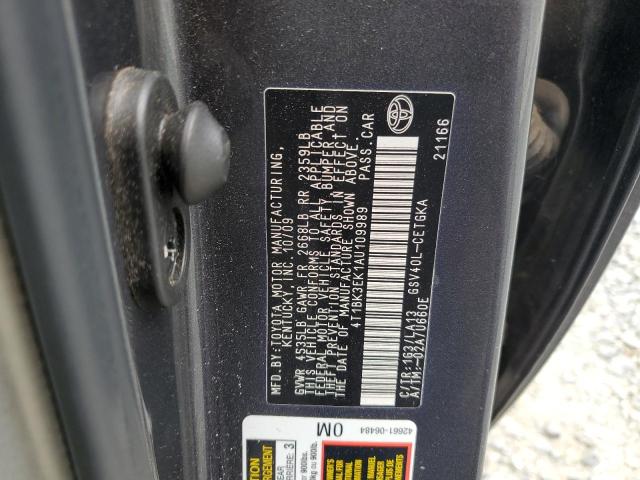 MFD.BY:TOYOTA MOTOR MANUFACTURING,
KENTUCKY, INC. 10/09
GVWR 4535LB GAWR FR 2668LB RR 2359LB
THIS VEHICLE CONFORMS TO ALL APPLICABLE
FEDERAL MOTOR VEHICLE SAFETY, BUMPER, AND
THEFT PREVENTION STANDARDS IN EFFECT ON
THE DATE OF MANUFACTURE SHOWN ABOVE.
4T1BK3EK1AU109989 PASS.CAR
C/TR:1G3/LA13 GSV40L-CETGKA
A/TM:-02A/U660E
21166
0M
42661-06484